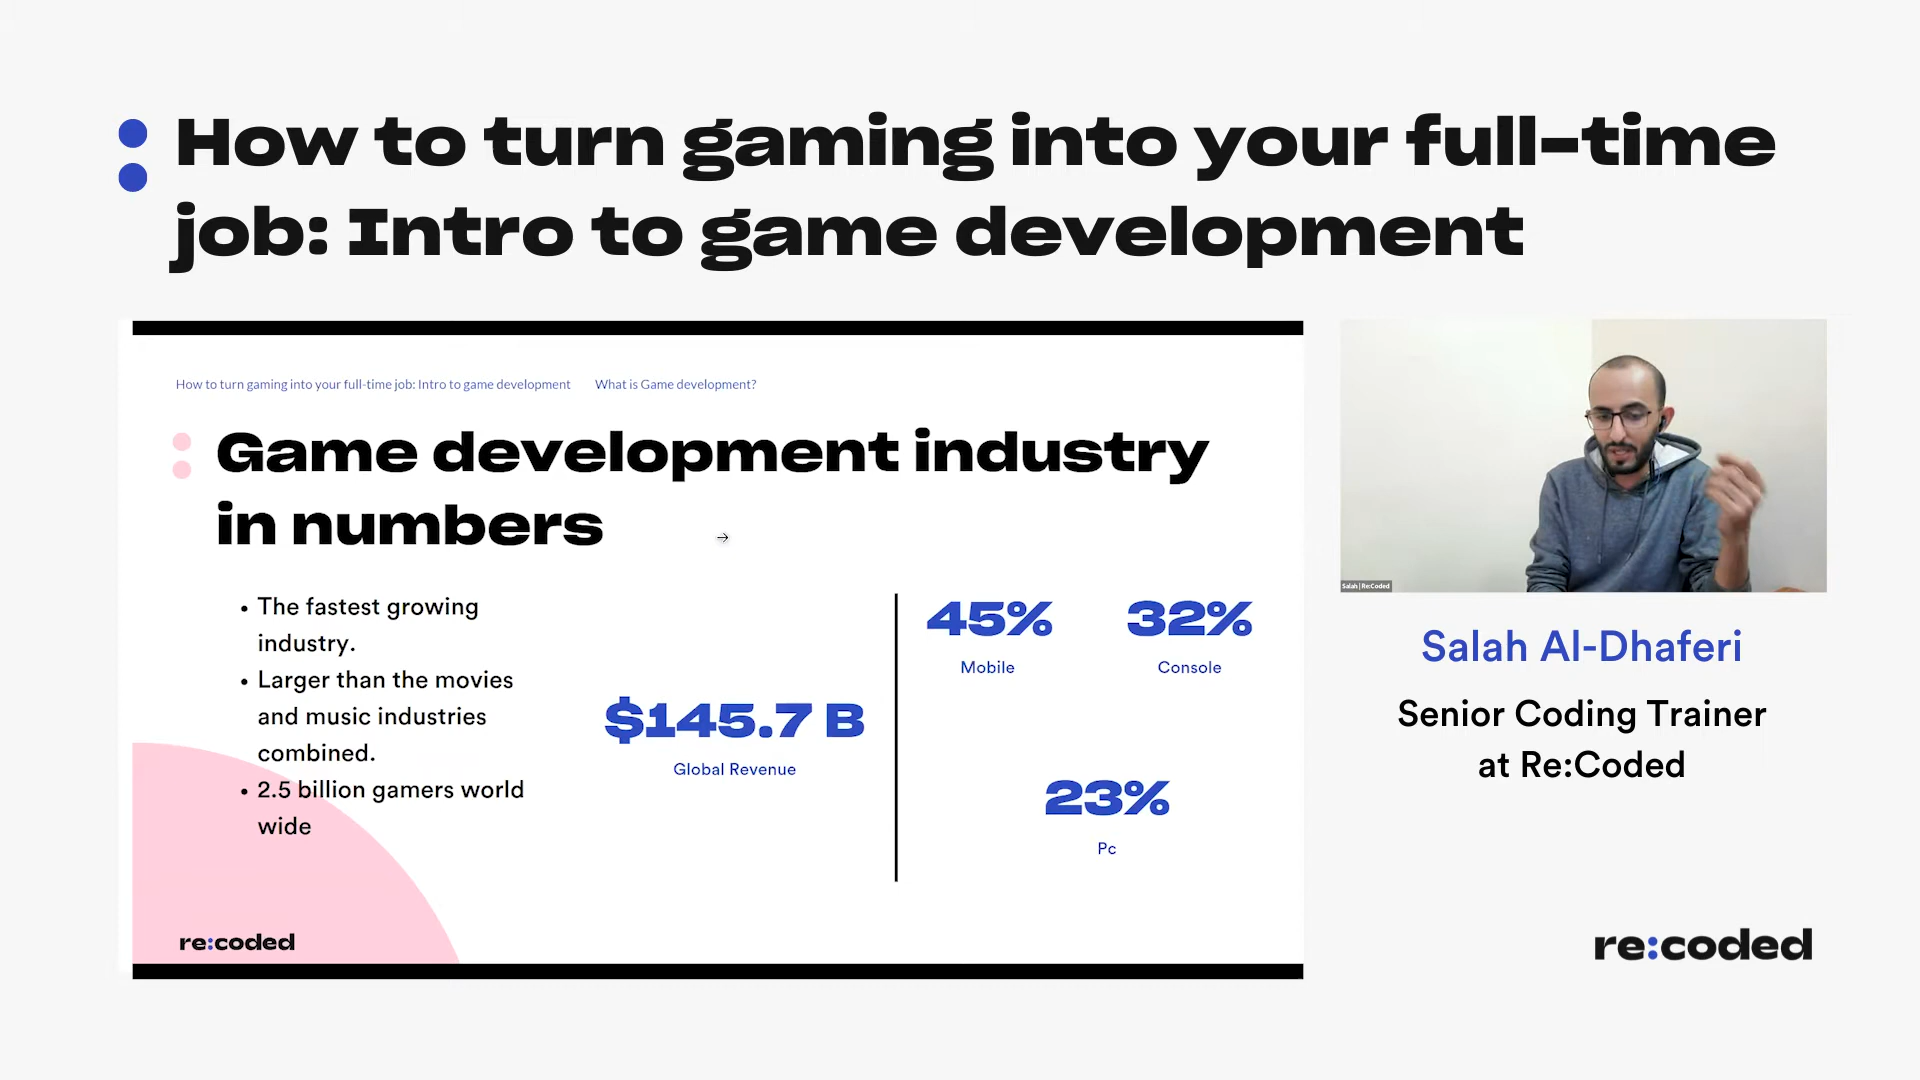 How to turn gaming into your full-time
job: Intro to game development
How to turn gaming into your full-time job: Intro to game development What is Game development?
Game development industry
in numbers
• The fastest growing
industry.
• Larger than the movies
and music industries
combined.
• 2.5 billion gamers world
wide
$145.7 B
Global Revenue
45%
Mobile
32%
Console
23%
Pc
re:coded
Salah | Re:Coded
Salah Al-Dhaferi
Senior Coding Trainer
at Re:Coded
re:coded